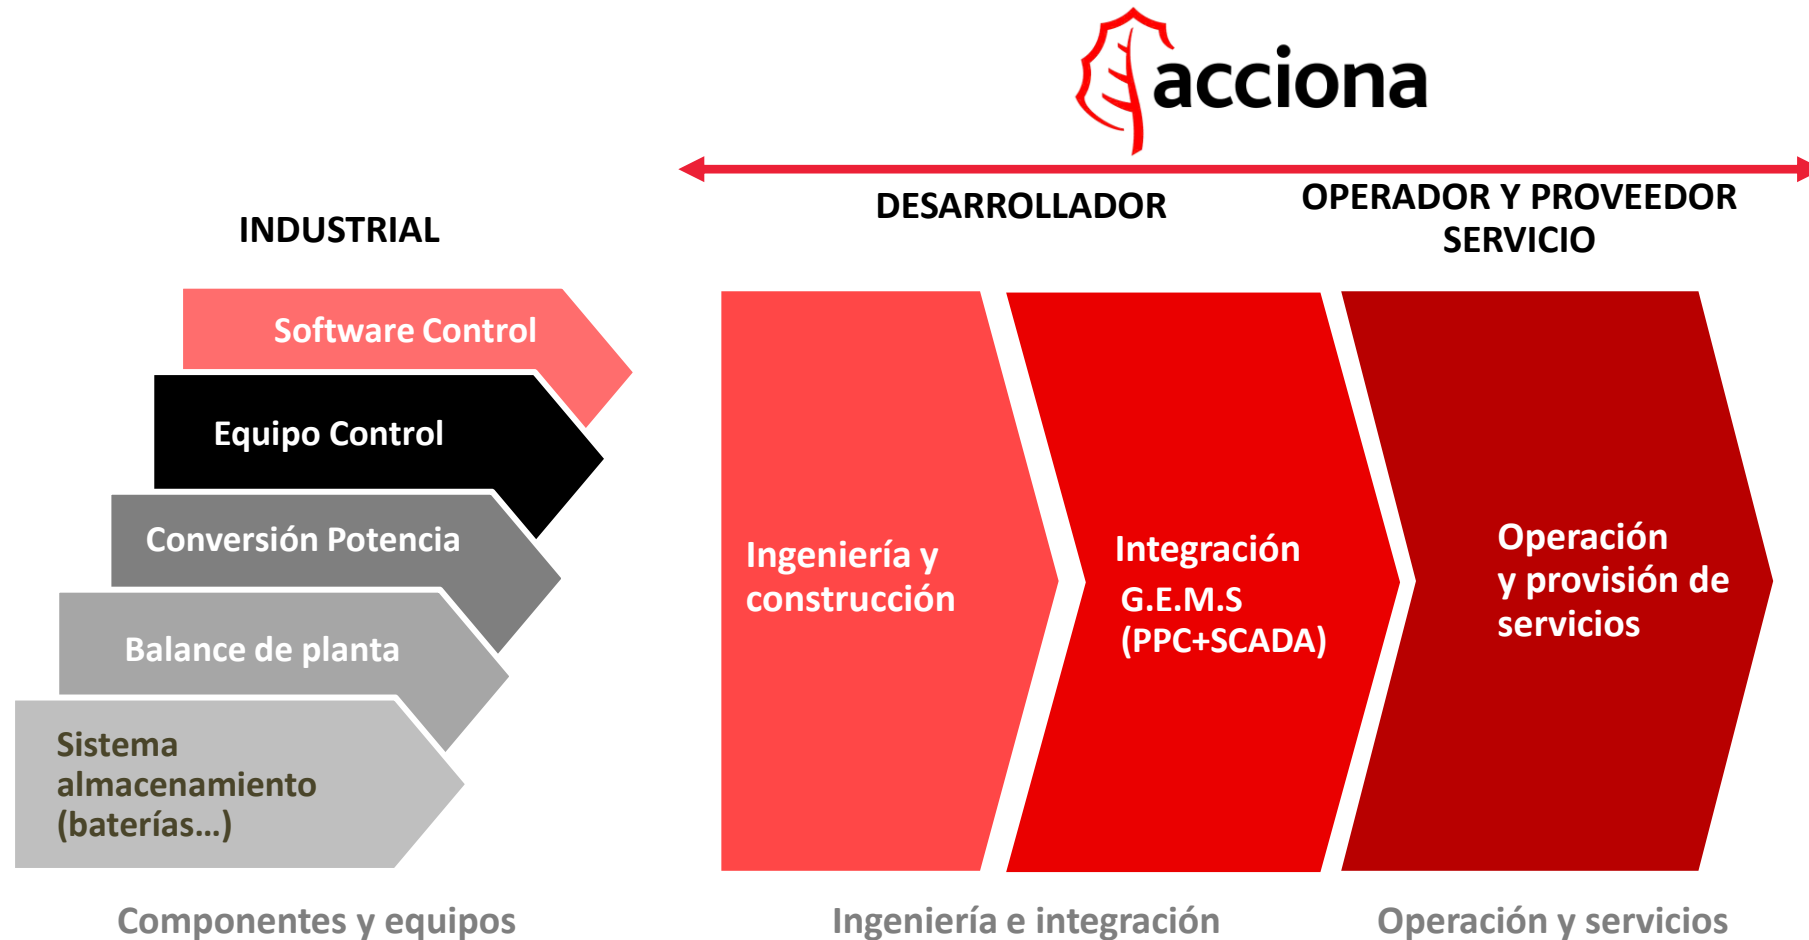 acciona
DESARROLLADOR
OPERADOR Y PROVEEDOR
SERVICIO
INDUSTRIAL
Software Control
Equipo Control
Conversión Potencia
Balance de planta
Sistema
almacenamiento
(baterías...)
Ingeniería y
construcción
Integración
G.E.M.S
(PPC+SCADA)
Operación
y provisión de
servicios
Componentes y equipos
Ingeniería e integración
Operación y servicios